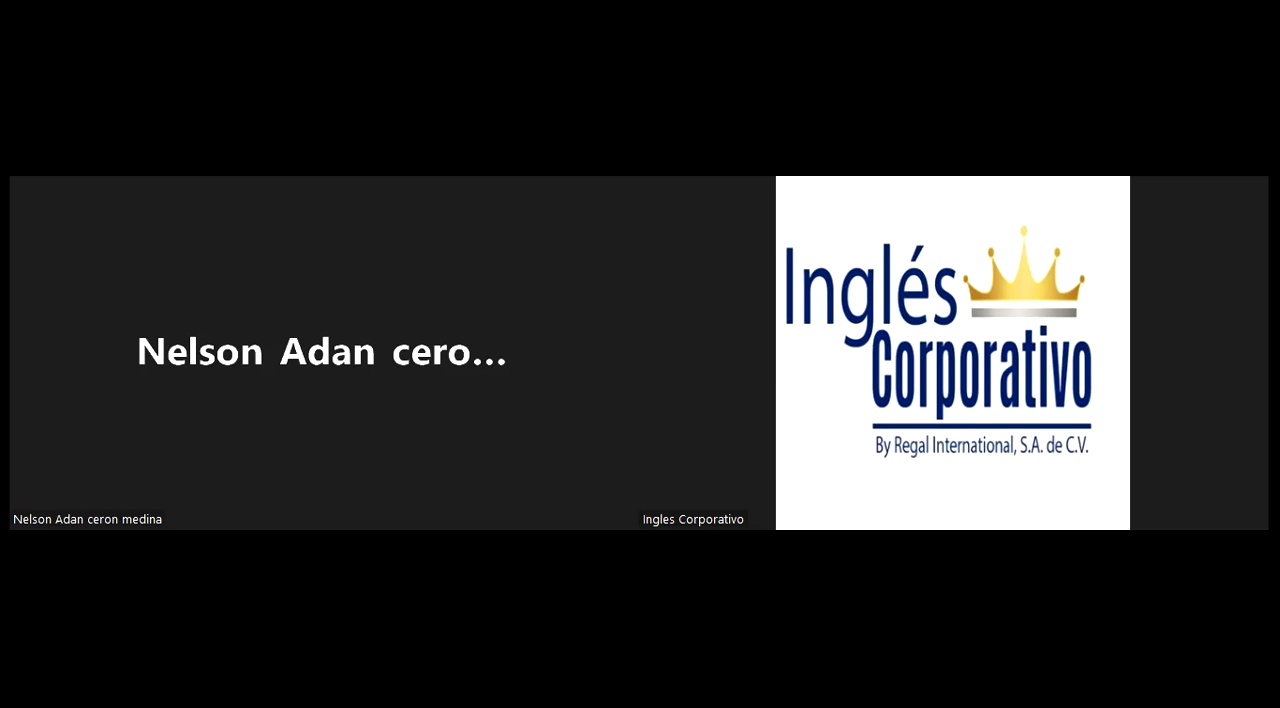 Nelson Adan cero...
Nelson Adan ceron medina
Inglés
Corporativo
By Regal International, S.A. de C.V.
Ingles Corporativo